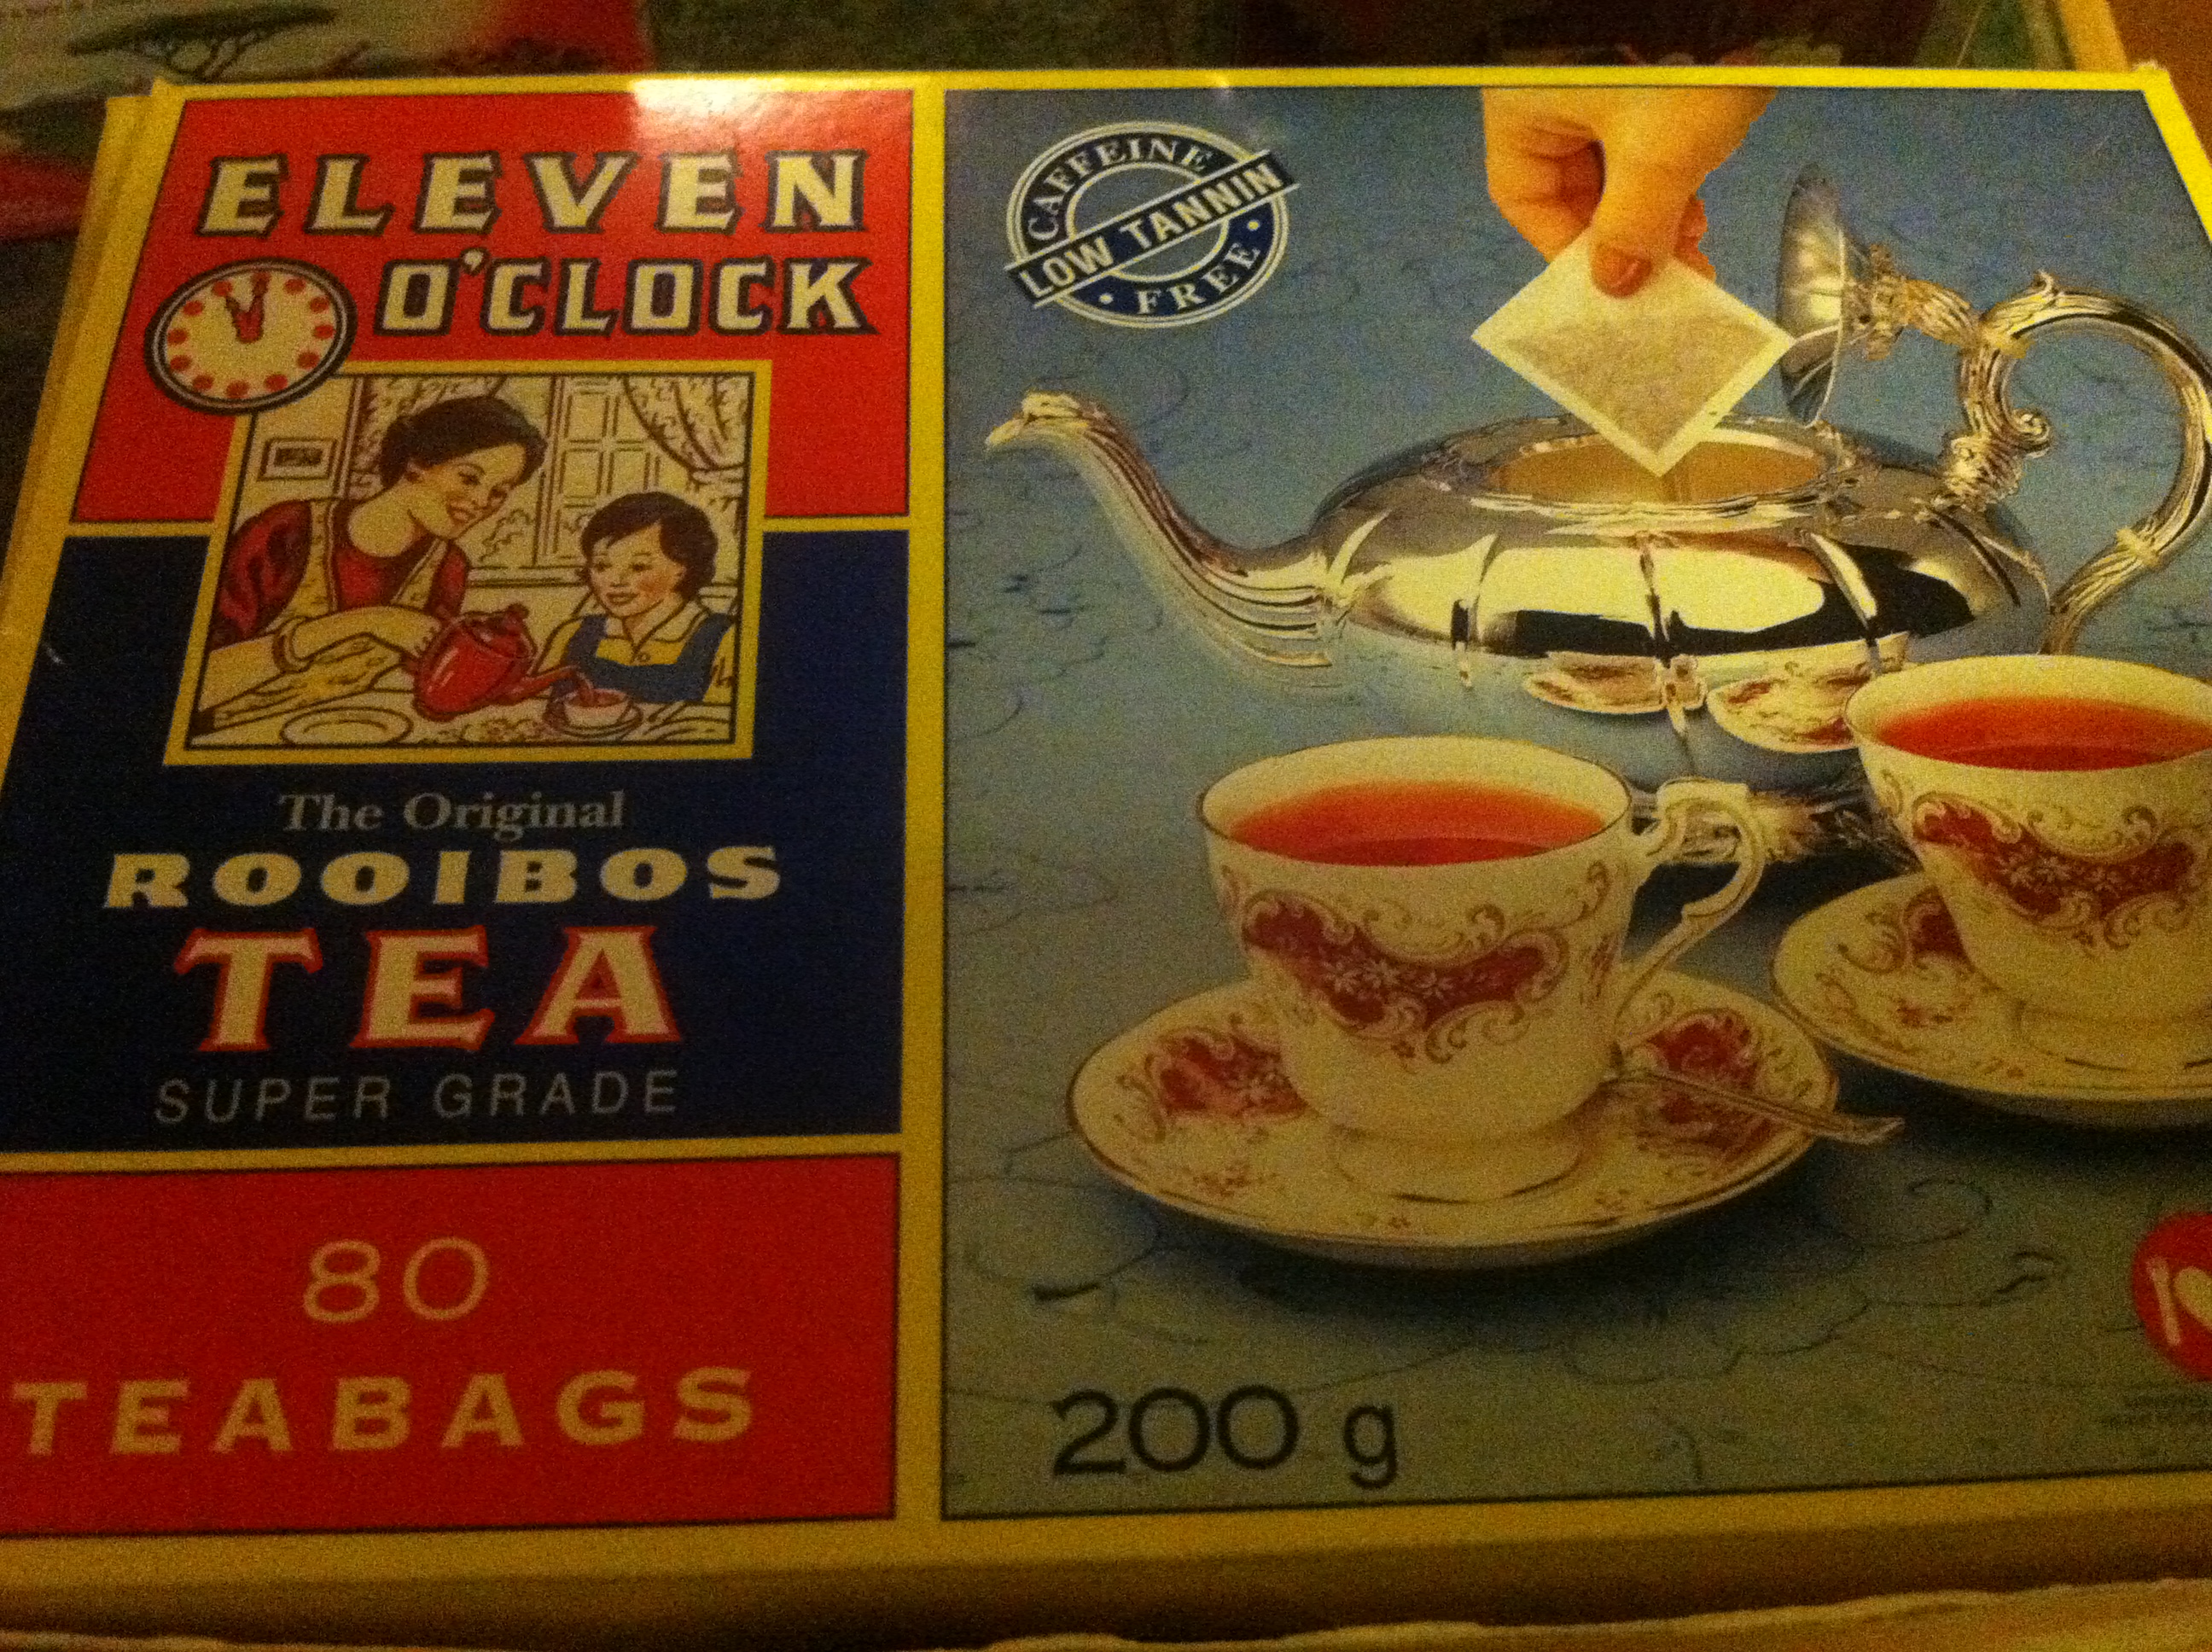 ELEVEN
O'CLOCK
The Original
ROOIBOS
TEA
SUPER GRADE
80
TEABAGS
CAFFEINE
LOW TANNIN
FREE
200 g